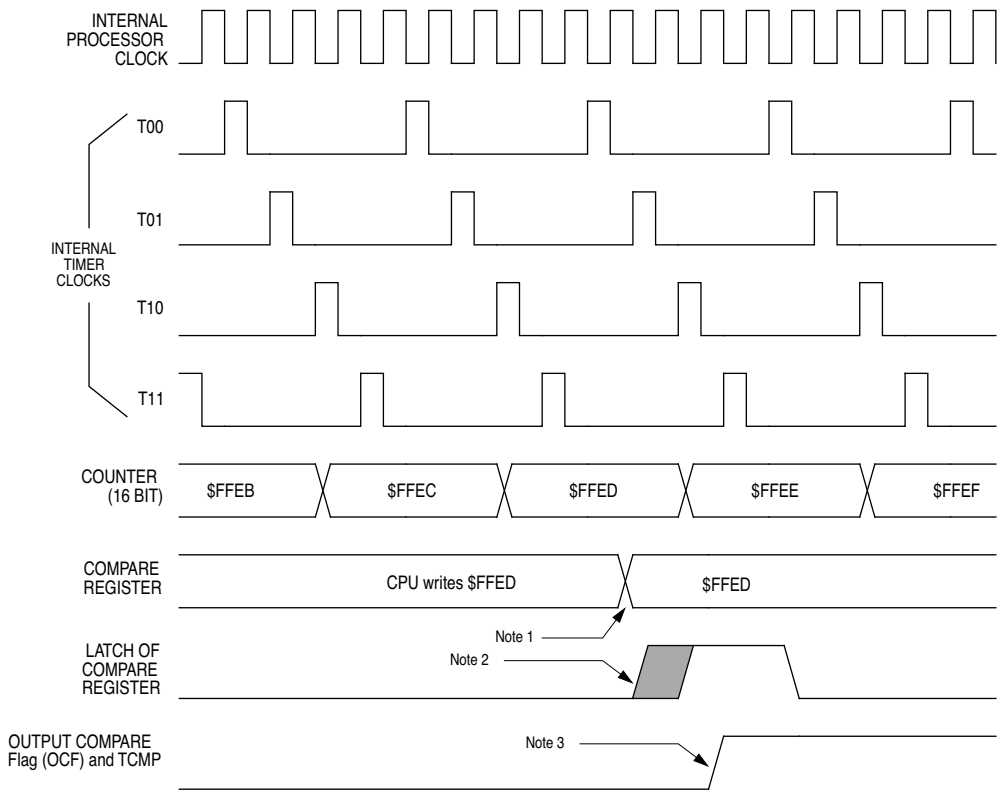 INTERNAL
PROCESSOR
CLOCK
T00
T01
INTERNAL
TIMER
CLOCKS
T10
T11
COUNTER
(16 BIT)
$FFEB
$FFEC
$FFED
$FFEE
$FFEF
COMPARE
REGISTER
CPU writes $FFED
$FFED
Note 1
LATCH OF
COMPARE
REGISTER
Note 2
OUTPUT COMPARE
Flag (OCF) and TCMP
Note 3